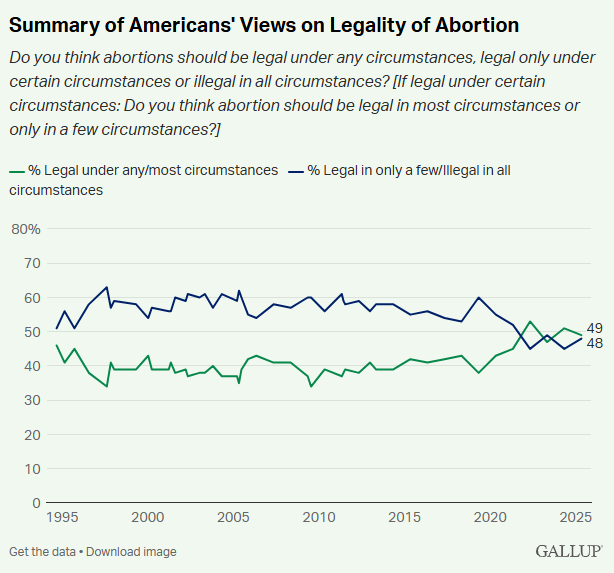 Summary of Americans' Views on Legality of Abortion
Do you think abortions should be legal under any circumstances, legal only under
certain circumstances or illegal in all circumstances? [If legal under certain
circumstances: Do you think abortion should be legal in most circumstances or
only in a few circumstances?]
% Legal under any/most circumstances % Legal in only a few/Illegal in all
circumstances
80%
70
60
50
40
30
20
10
0
49
48
1995 2000 2005 2010 2015 2020 2025
Get the data • Download image GALLUP®